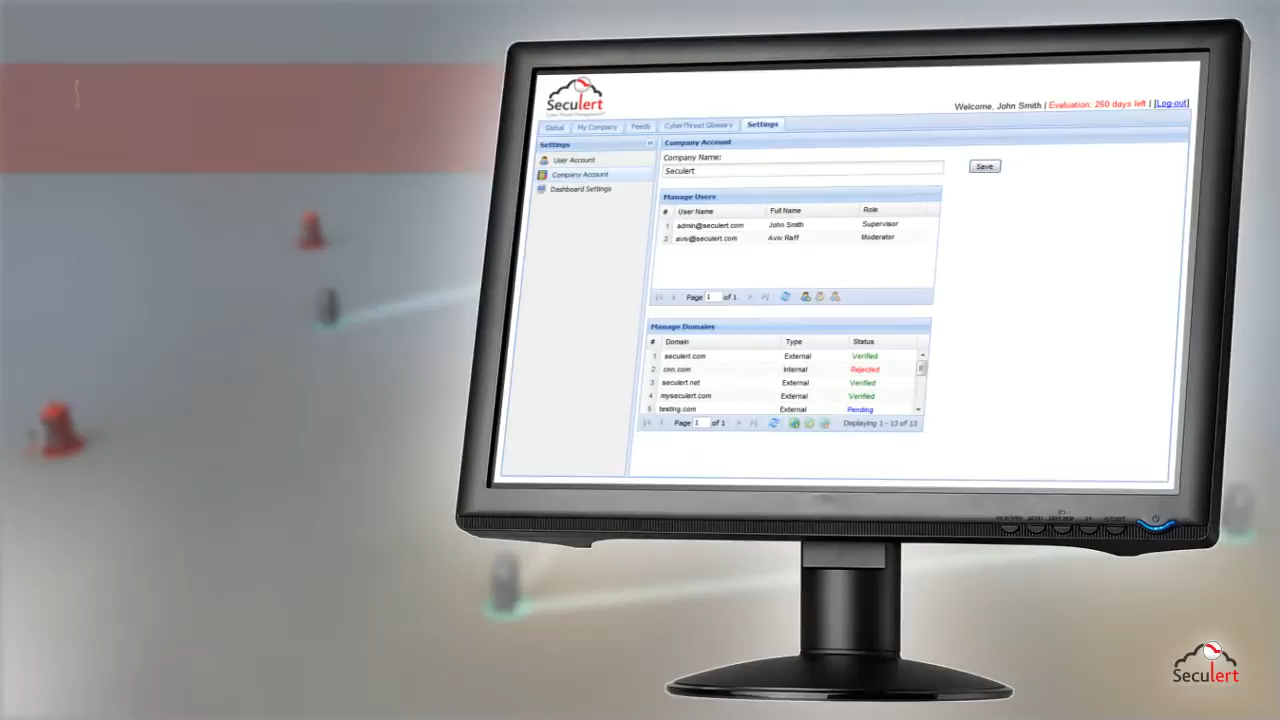 Seculert
Cyber Threat Management
Welcome, John Smith | Evaluation: 260 days left | [Log-out]
Global My Company Feeds CyberThreat Glossary Settings
Settings
User Account
Company Account
Dashboard Settings
Company Account
Company Name:
Seculert
Save
Manage Users
# User Name Full Name Role
1 admin@seculert.com John Smith Supervisor
2 aviv@seculert.com Aviv Raff Moderator
Page 1 of 1
Manage Domains
# Domain Type Status
1 seculert.com External Verified
2 cnn.com Internal Rejected
3 seculert.net External Verified
4 myseculert.com External Verified
5 testing.com External Pending
Page 1 of 1 Displaying 1 - 13 of 13
Seculert